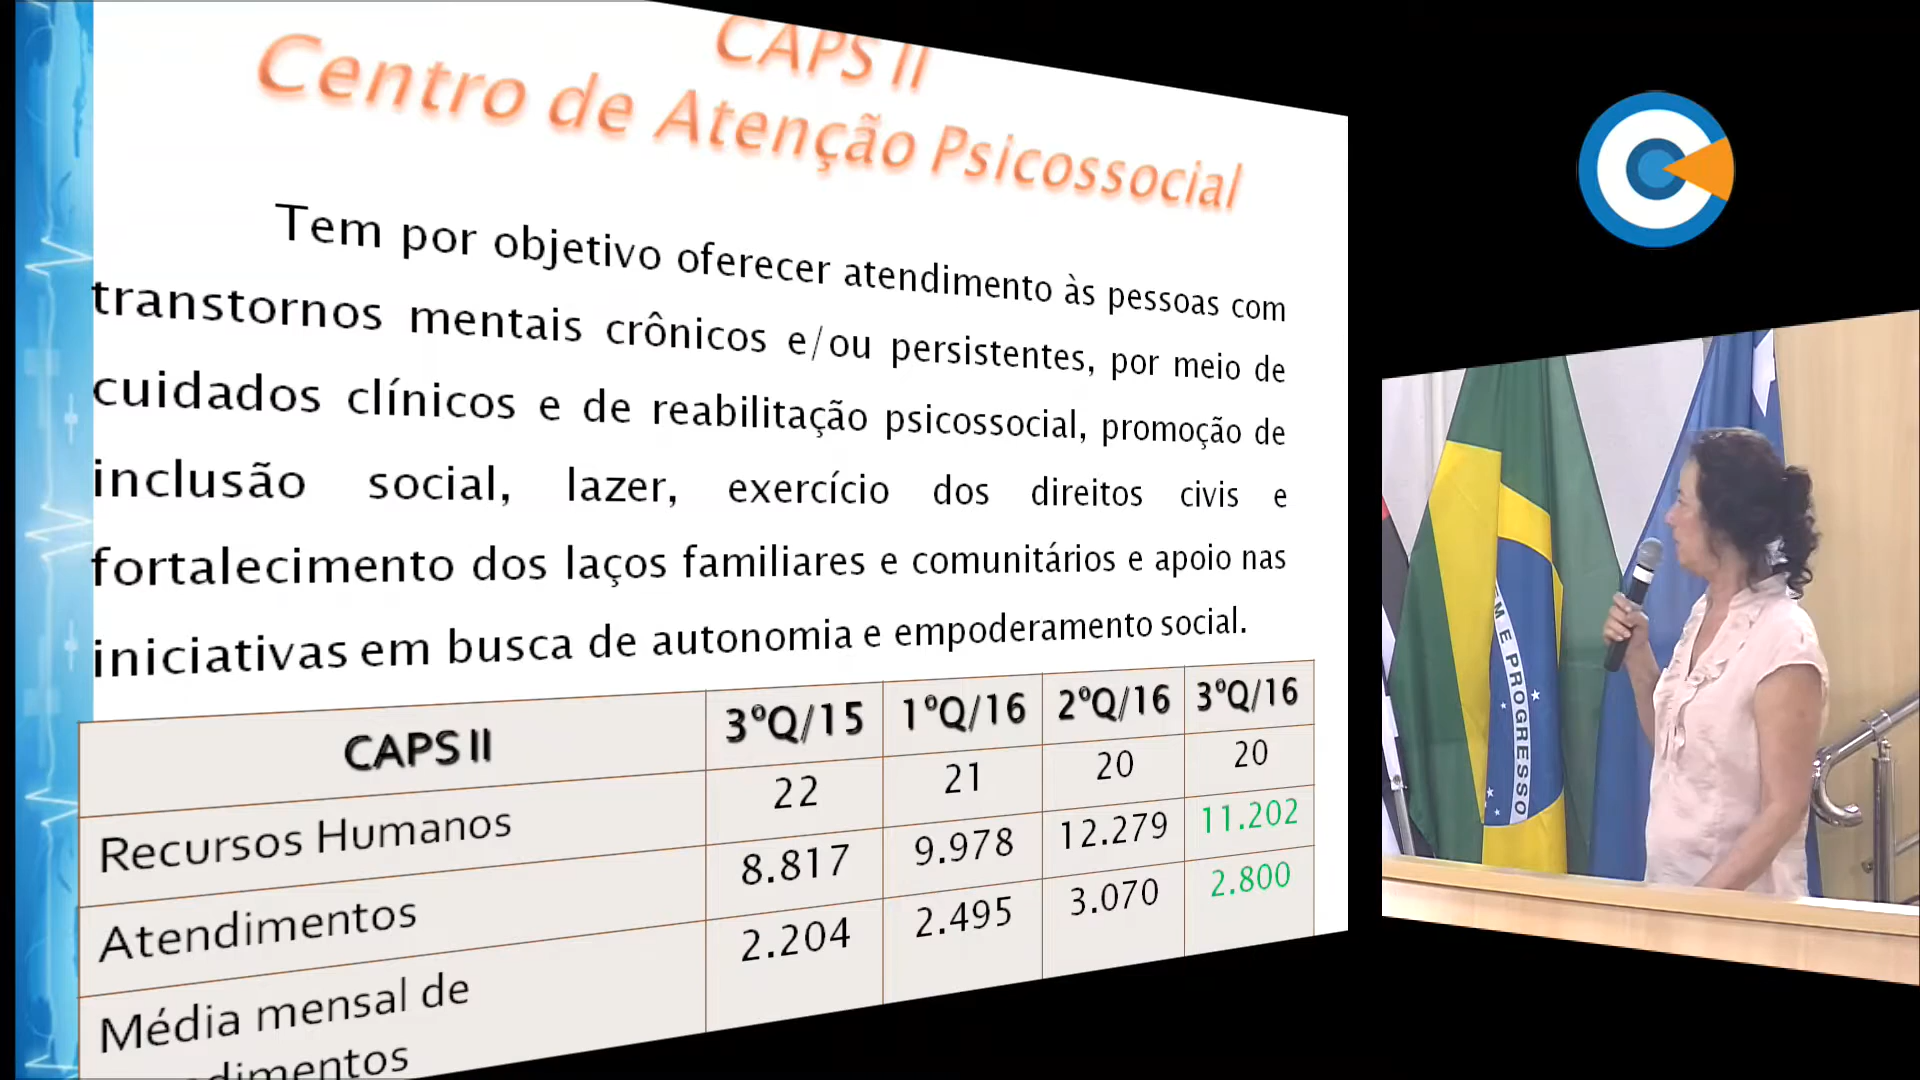 CAPS II
Centro de Atenção Psicossocial
Tem por objetivo oferecer atendimento às pessoas com
transtornos mentais crônicos e/ou persistentes, por meio de
cuidados clínicos e de reabilitação psicossocial, promoção de
inclusão social, lazer, exercício dos direitos civis e
fortalecimento dos laços familiares e comunitários e apoio nas
iniciativas em busca de autonomia e empoderamento social.
CAPS II 3ºQ/15 1ºQ/16 2ºQ/16 3ºQ/16
Recursos Humanos 22 21 20 20
Atendimentos 8.817 9.978 12.279 11.202
Média mensal de 2.204 2.495 3.070 2.800
dimentos
EM E PROGRESSO